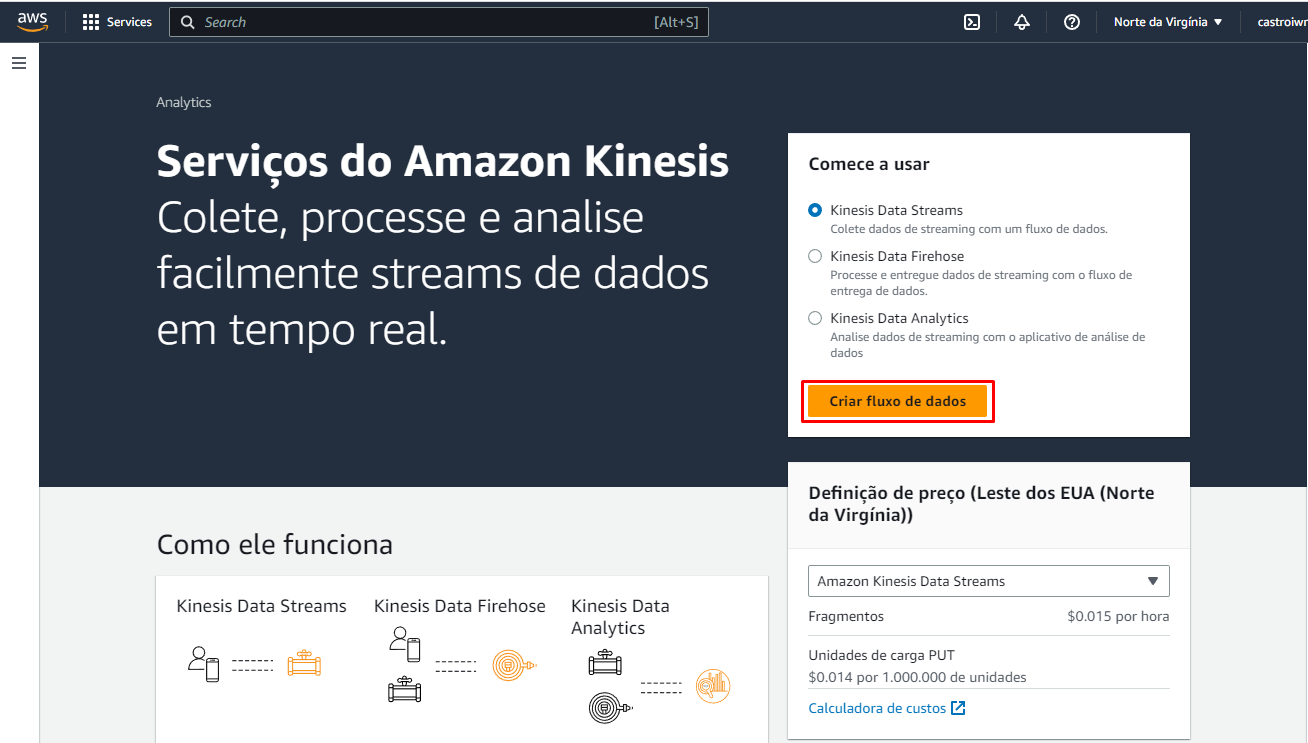 aws
Services
Search
[Alt+S]
Norte da Virgínia
Analytics
Serviços do Amazon Kinesis
Colete, processe e analise
facilmente streams de dados
em tempo real.
Comece a usar
Kinesis Data Streams
Colete dados de streaming com um fluxo de dados.
Kinesis Data Firehose
Processe e entregue dados de streaming com o fluxo de
entrega de dados.
Kinesis Data Analytics
Analise dados de streaming com o aplicativo de análise de
dados
Criar fluxo de dados
Definição de preço (Leste dos EUA (Norte
da Virgínia))
Amazon Kinesis Data Streams
Fragmentos
$0.015 por hora
Unidades de carga PUT
$0.014 por 1.000.000 de unidades
Calculadora de custos
Como ele funciona
Kinesis Data Streams
Kinesis Data Firehose
Kinesis Data
Analytics